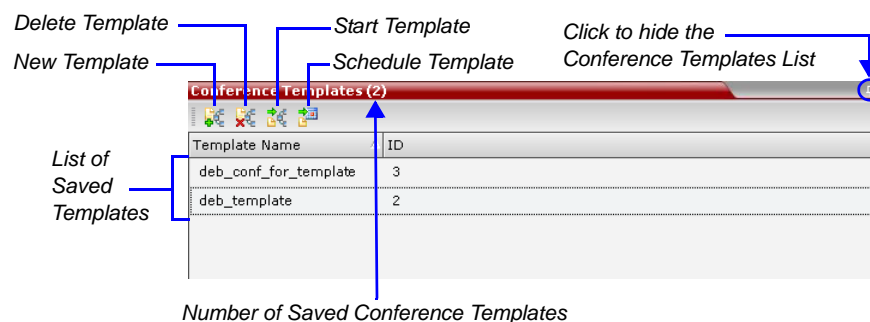 Delete Template
Start Template
Click to hide the
New Template
Schedule Template
Conference Templates List
Conference Templates (2)
Template Name
ID
List of
Saved
Templates
deb_conf_for_template
3
deb_template
2
Number of Saved Conference Templates